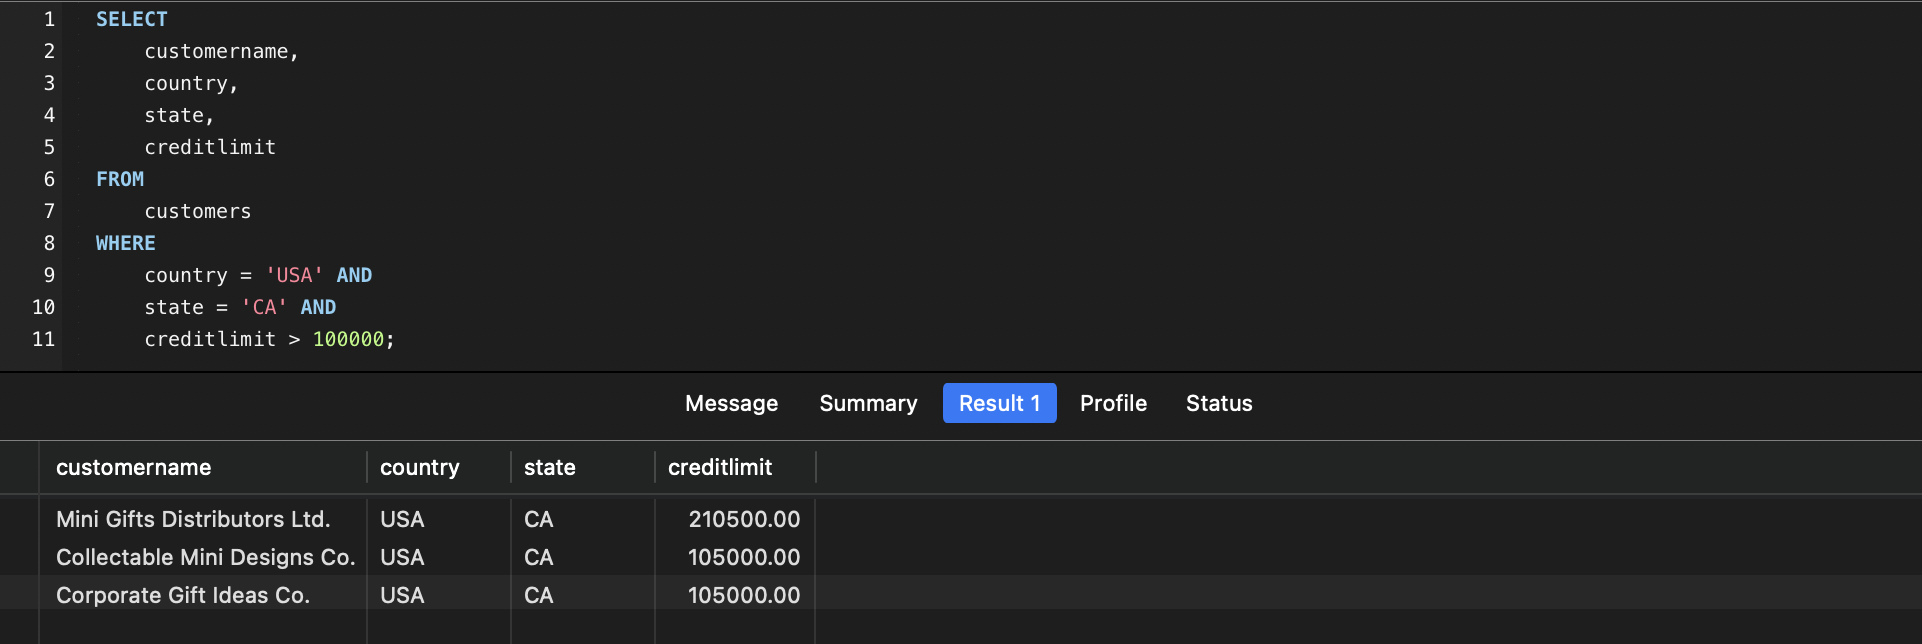 1 SELECT
2 customername,
3 country,
4 state,
5 creditlimit
6 FROM
7 customers
8 WHERE
9 country = 'USA' AND
10 state = 'CA' AND
11 creditlimit > 100000;
Message Summary Result 1 Profile Status
customername country state creditlimit
Mini Gifts Distributors Ltd. USA CA 210500.00
Collectable Mini Designs Co. USA CA 105000.00
Corporate Gift Ideas Co. USA CA 105000.00